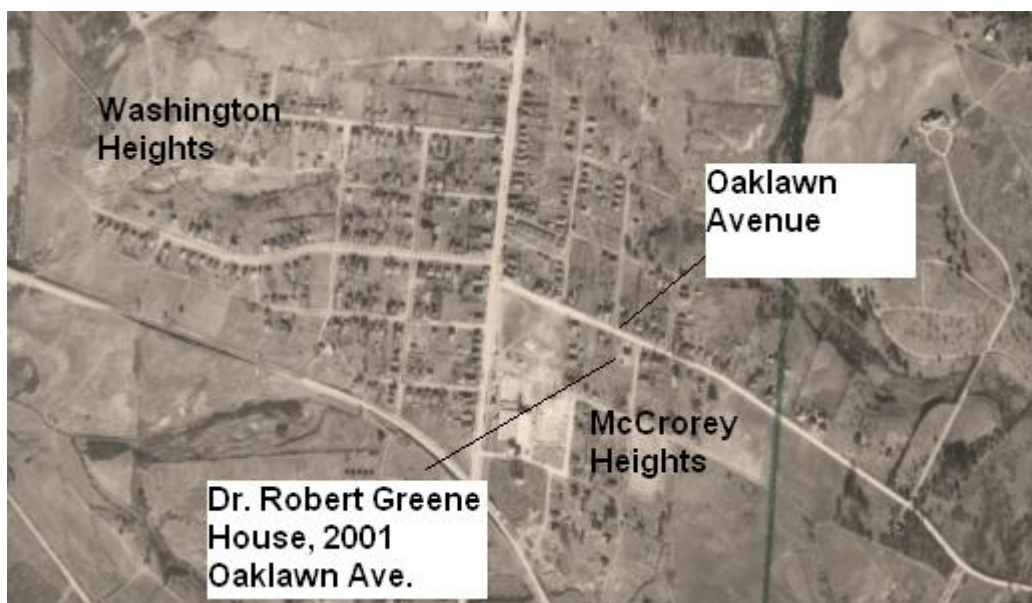 Washington
Heights
Oaklawn
Avenue
McCrorey
Heights
Dr. Robert Greene
House, 2001
Oaklawn Ave.